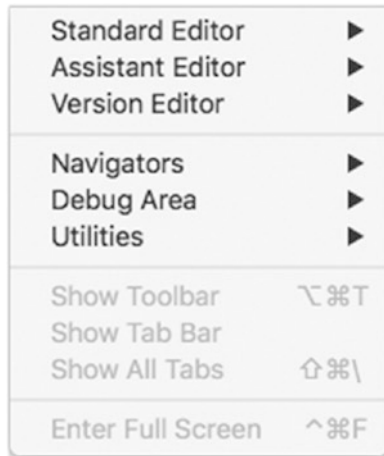 Standard Editor ▶
Assistant Editor ▶
Version Editor ▶
Navigators ▶
Debug Area ▶
Utilities ▶
Show Toolbar ⌥⌘T
Show Tab Bar
Show All Tabs ⇧⌘\
Enter Full Screen ^⌘F